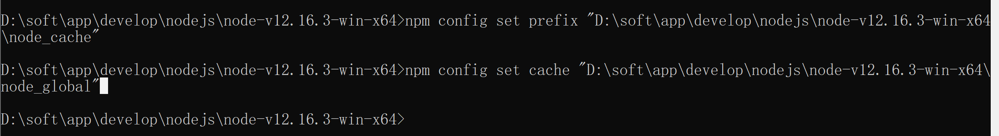 D:\soft\app\develop\nodejs\node-v12.16.3-win-x64>npm config set prefix "D:\soft\app\develop\nodejs\node-v12.16.3-win-x64
\node_cache"
D:\soft\app\develop\nodejs\node-v12.16.3-win-x64>npm config set cache "D:\soft\app\develop\nodejs\node-v12.16.3-win-x64\
node_global"
D:\soft\app\develop\nodejs\node-v12.16.3-win-x64>